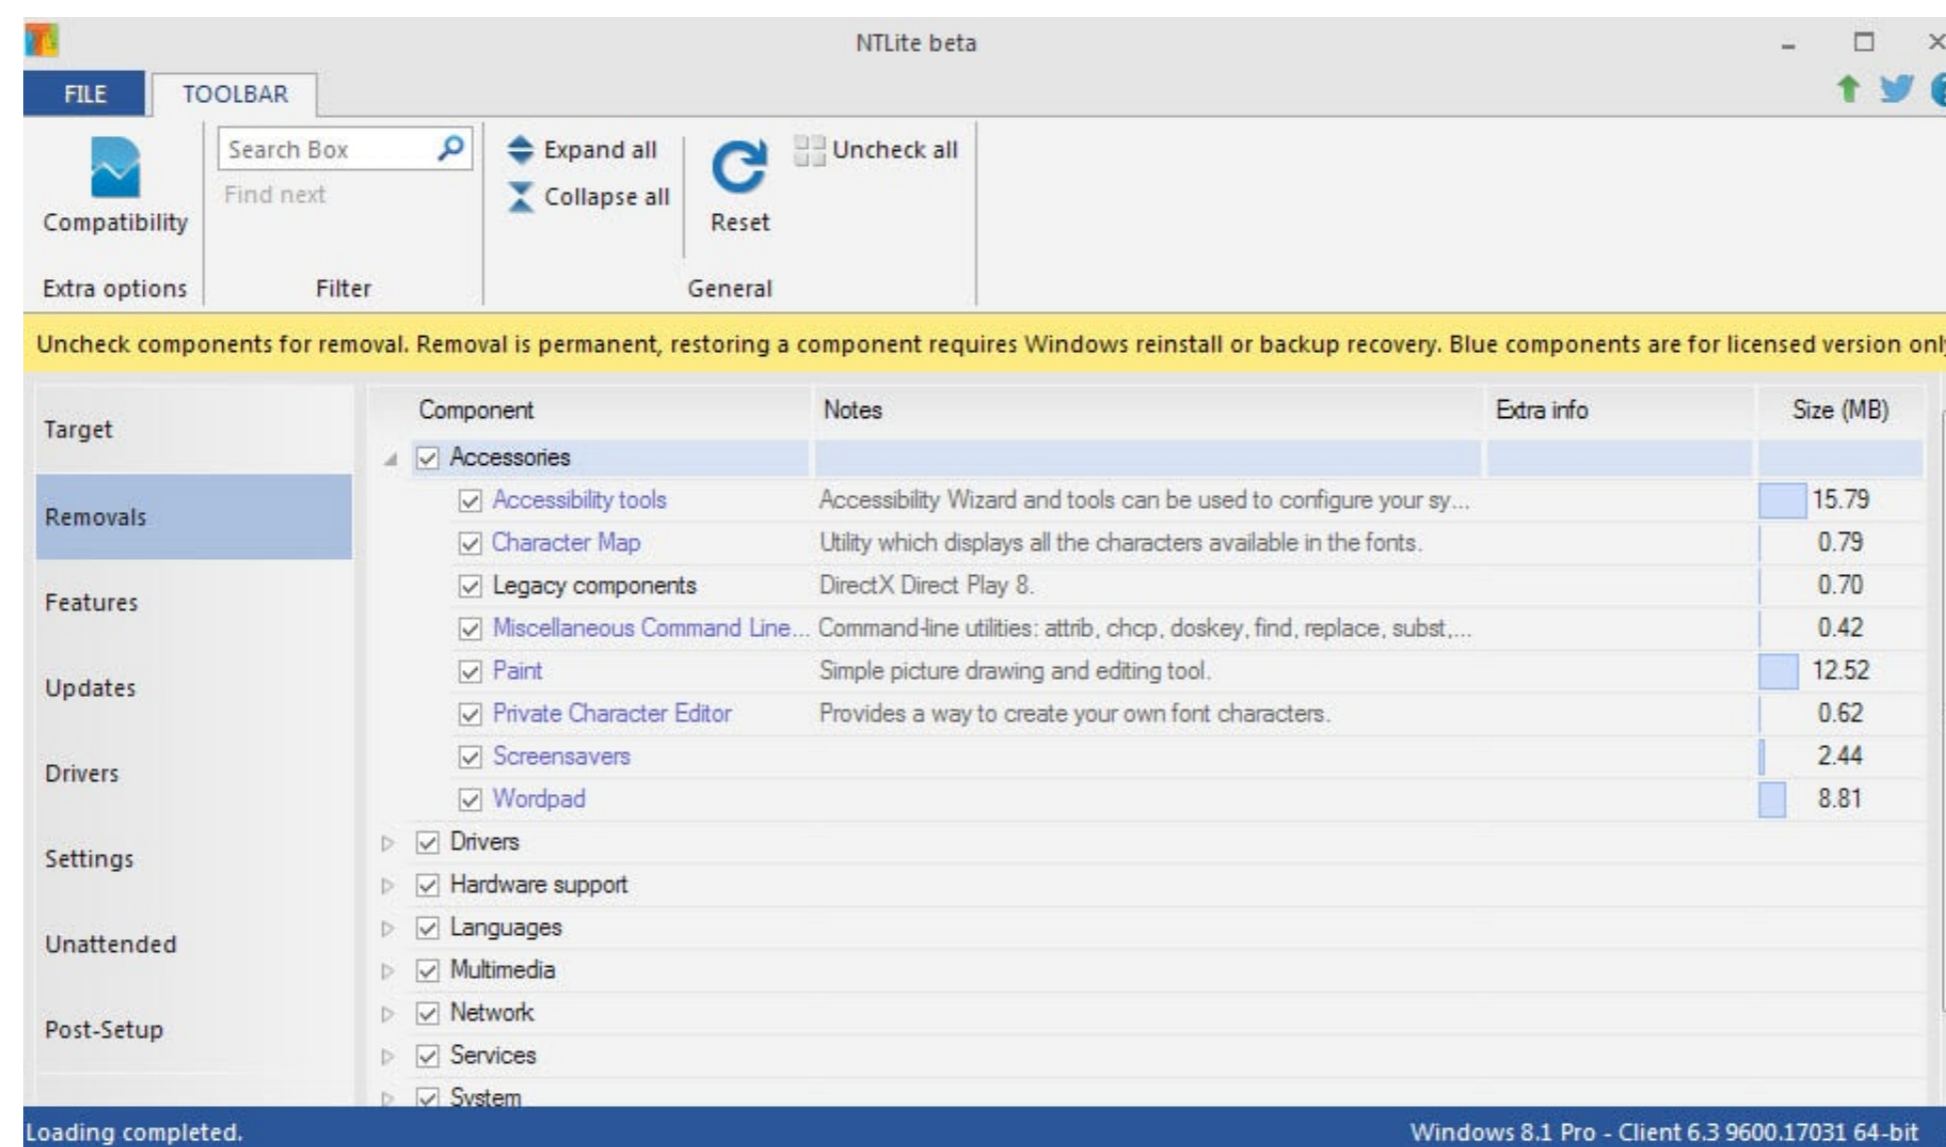 NTLite beta
FILE TOOLBAR
Search Box Expand all Uncheck all
Find next Collapse all
Compatibility Reset
Extra options Filter General
Uncheck components for removal. Removal is permanent, restoring a component requires Windows reinstall or backup recovery. Blue components are for licensed version only
Target
Removals
Features
Updates
Drivers
Settings
Unattended
Post-Setup
Component Notes Extra info Size (MB)
Accessories
Accessibility tools Accessibility Wizard and tools can be used to configure your sy... 15.79
Character Map Utility which displays all the characters available in the fonts. 0.79
Legacy components DirectX Direct Play 8. 0.70
Miscellaneous Command Line... Command-line utilities: attrib, chcp, doskey, find, replace, subst,... 0.42
Paint Simple picture drawing and editing tool. 12.52
Private Character Editor Provides a way to create your own font characters. 0.62
Screensavers 2.44
Wordpad 8.81
Drivers
Hardware support
Languages
Multimedia
Network
Services
System
Loading completed. Windows 8.1 Pro - Client 6.3 9600.17031 64-bit